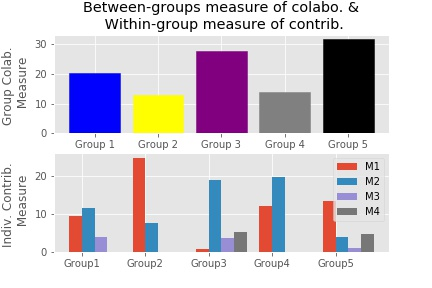 Between-groups measure of colabo. &
Within-group measure of contrib.
Group Colab.
Measure
30
20
10
0
Group 1 Group 2 Group 3 Group 4 Group 5
Indiv. Contrib.
Measure
20
10
0
M1
M2
M3
M4
Group1 Group2 Group3 Group4 Group5